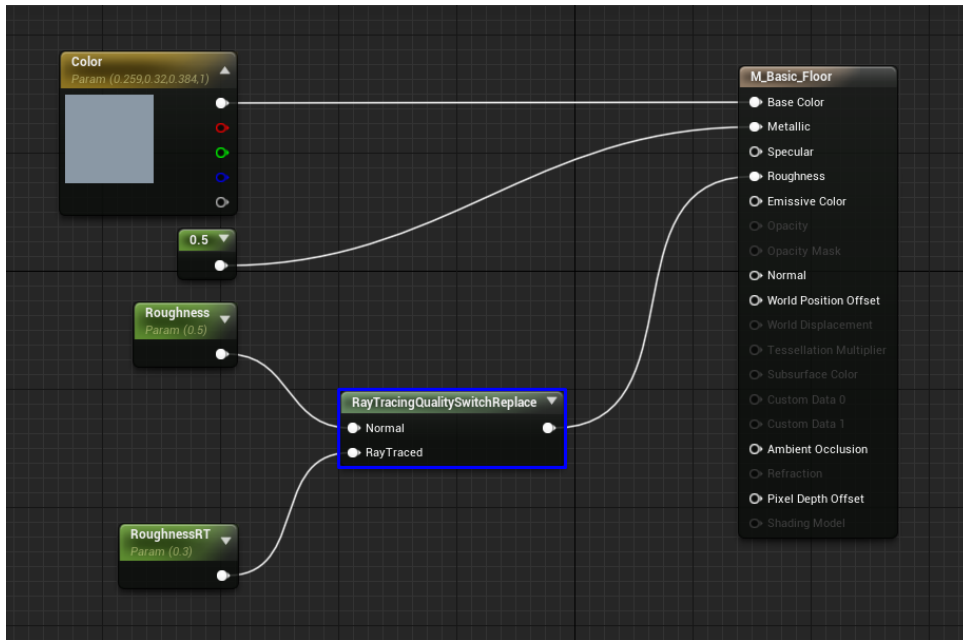 Color
Param (0.259,0.32,0.384,1)
0.5
Roughness
Param (0.5)
RayTracingQualitySwitchReplace
Normal
RayTraced
RoughnessRT
Param (0.3)
M_Basic_Floor
Base Color
Metallic
Specular
Roughness
Emissive Color
Opacity
Opacity Mask
Normal
World Position Offset
World Displacement
Tessellation Multiplier
Subsurface Color
Custom Data 0
Custom Data 1
Ambient Occlusion
Refraction
Pixel Depth Offset
Shading Model